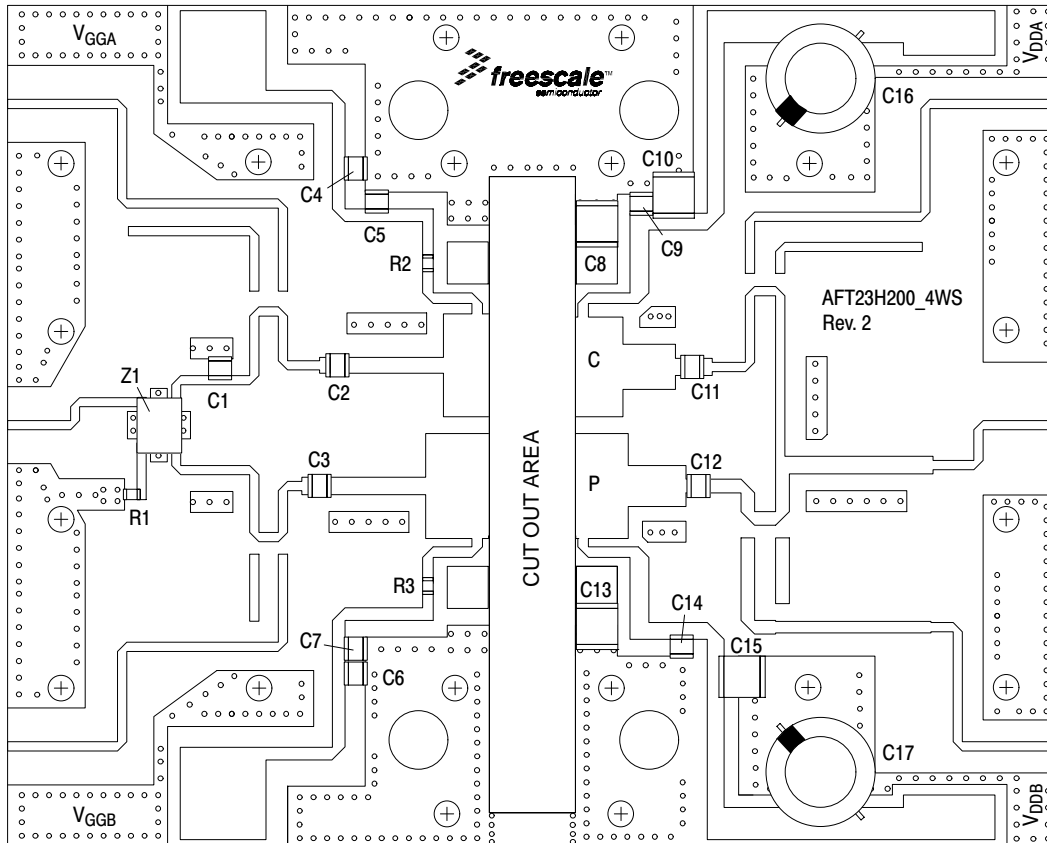 VGGA
VDDA
freescale™
semiconductor
C16
C10
C4
C5
C9
R2
C8
AFT23H200_4WS
Rev. 2
C
Z1
C1
C2
C11
CUT OUT AREA
C3
C12
P
R1
R3
C13
C14
C7
C15
C6
C17
VGGB
VDDB